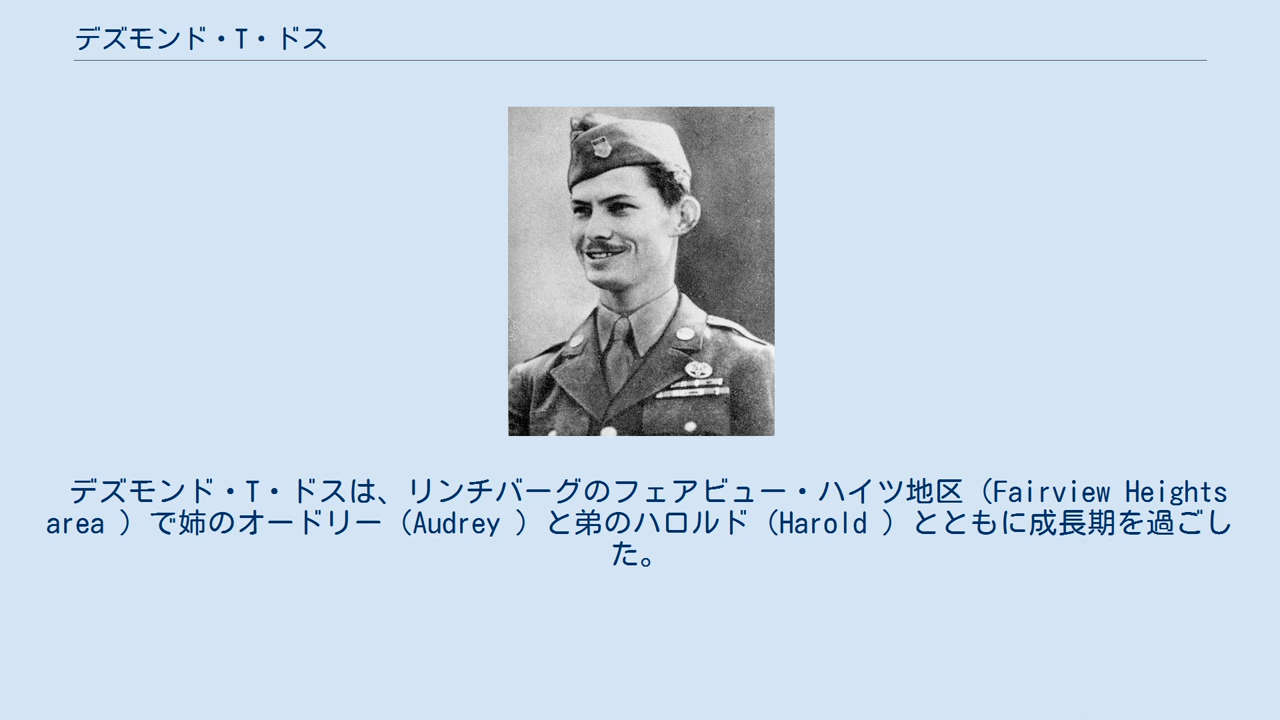 デズモンド・T・ドス
デズモンド・T・ドスは、リンチバーグのフェアビュー・ハイツ地区（Fairview Heights
area ）で姉のオードリー（Audrey ）と弟のハロルド（Harold ）とともに成長期を過ごし
た。